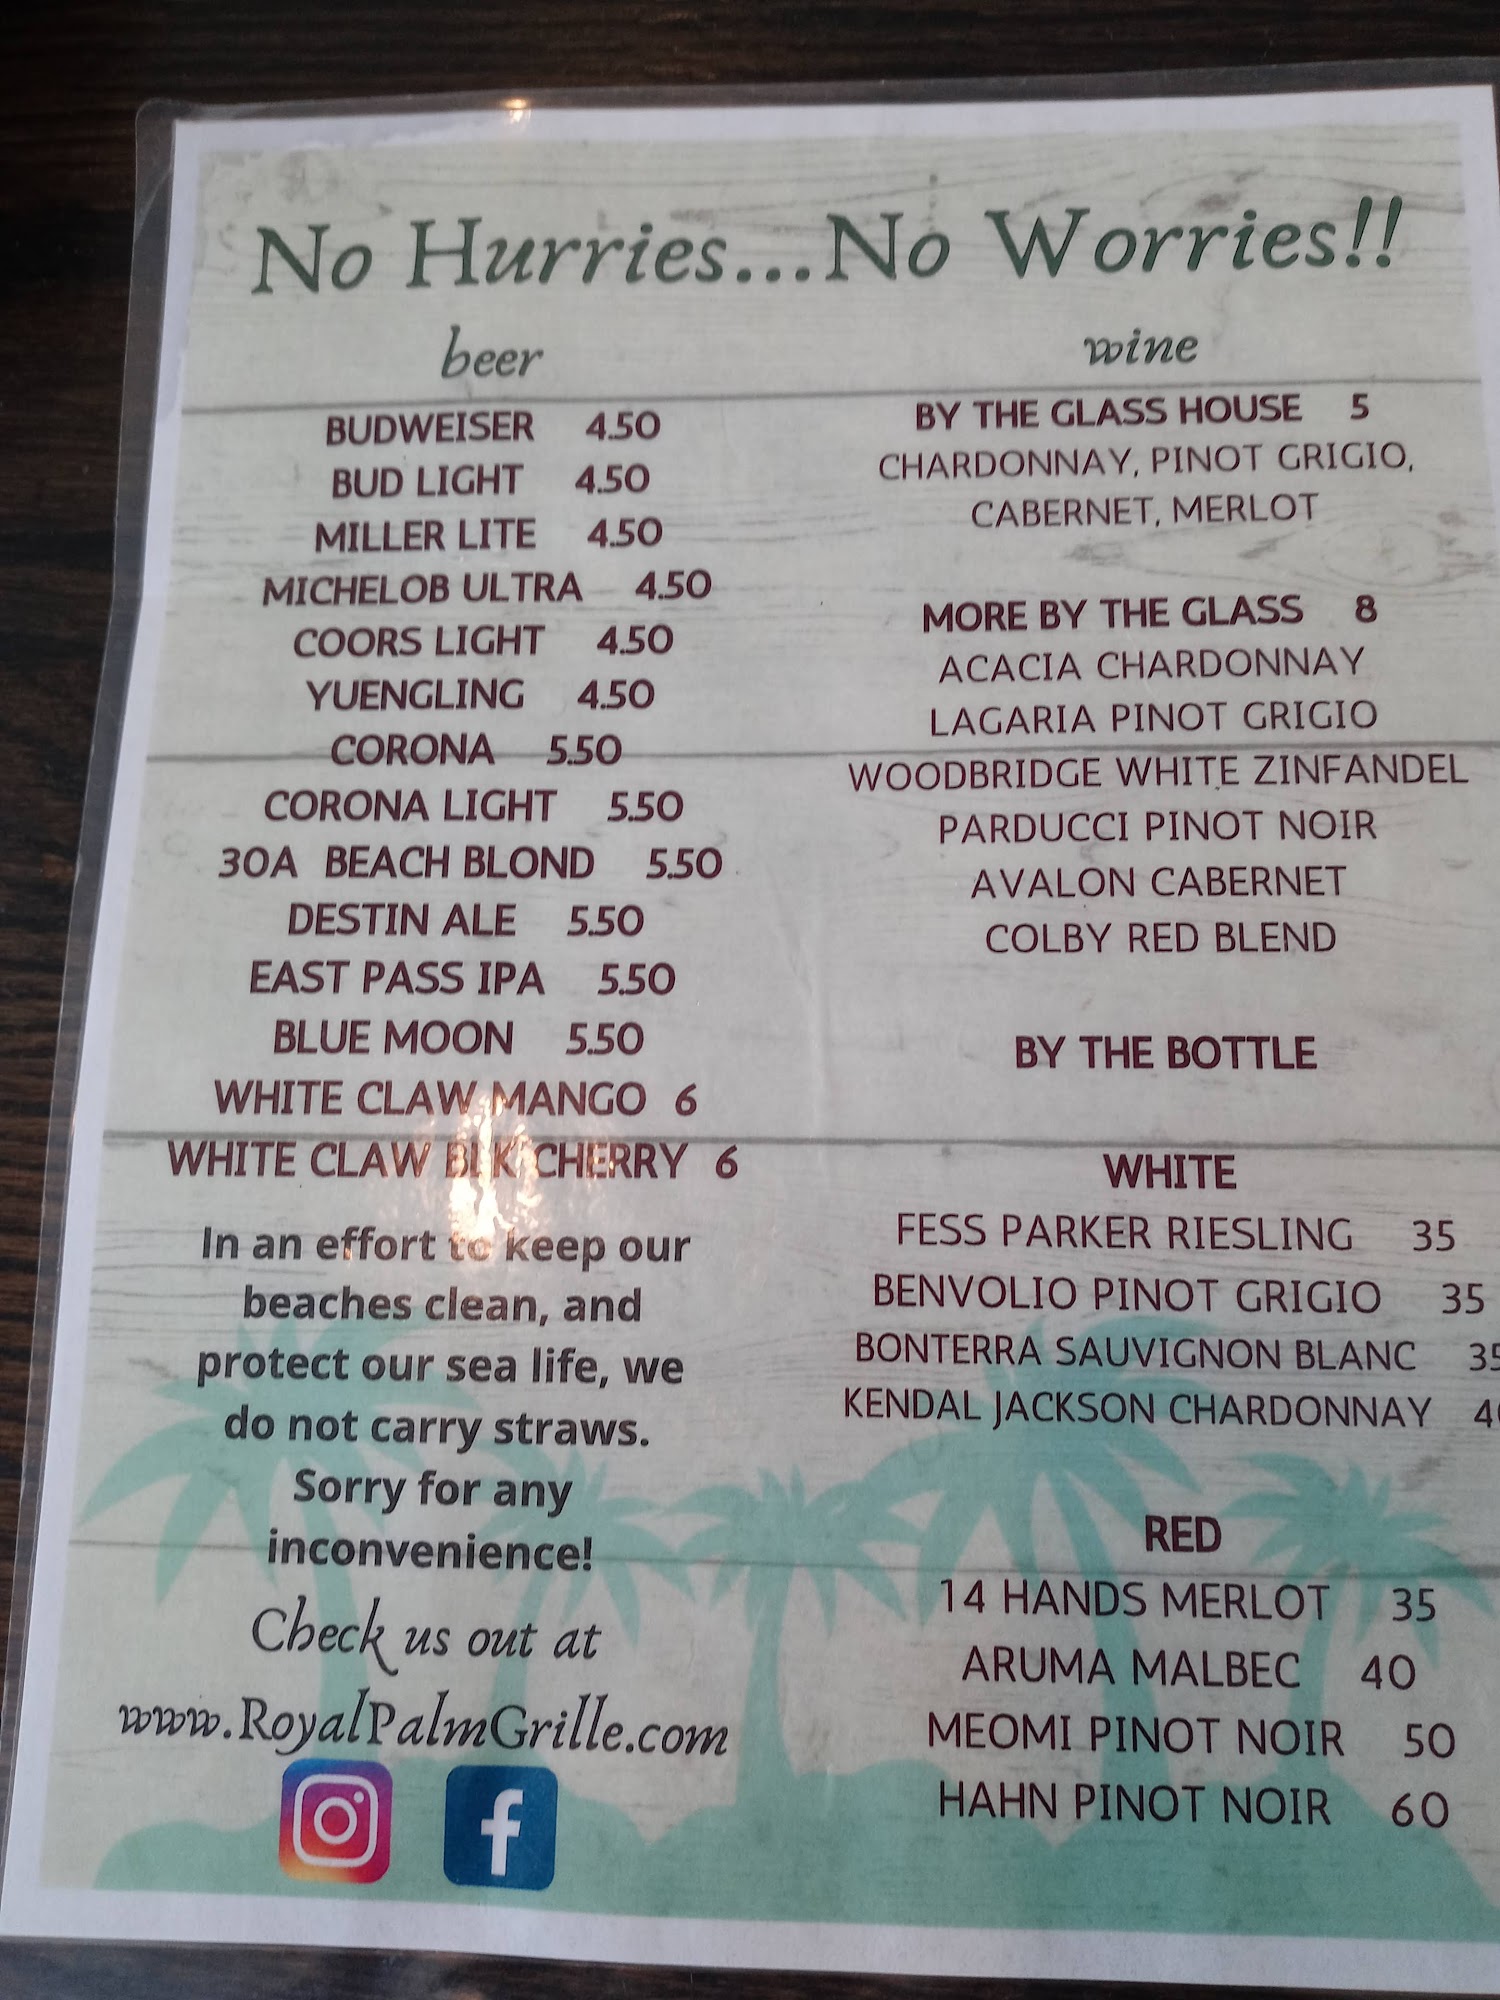 No Hurries...No Worries!!
beer
BUDWEISER 4.50
BUD LIGHT 4.50
MILLER LITE 4.50
MICHELOB ULTRA 4.50
COORS LIGHT 4.50
YUENGLING 4.50
CORONA 5.50
CORONA LIGHT 5.50
30A BEACH BLOND 5.50
DESTIN ALE 5.50
EAST PASS IPA 5.50
BLUE MOON 5.50
WHITE CLAW MANGO 6
WHITE CLAW BLK CHERRY 6
In an effort to keep our
beaches clean, and
protect our sea life, we
do not carry straws.
Sorry for any
inconvenience!
Check us out at
www.RoyalPalmGrille.com
wine
BY THE GLASS HOUSE 5
CHARDONNAY, PINOT GRIGIO,
CABERNET, MERLOT
MORE BY THE GLASS 8
ACACIA CHARDONNAY
LAGARIA PINOT GRIGIO
WOODBRIDGE WHITE ZINFANDEL
PARDUCCI PINOT NOIR
AVALON CABERNET
COLBY RED BLEND
BY THE BOTTLE
WHITE
FESS PARKER RIESLING 35
BENVOLIO PINOT GRIGIO 35
BONTERRA SAUVIGNON BLANC 35
KENDAL JACKSON CHARDONNAY
RED
14 HANDS MERLOT 35
ARUMA MALBEC 40
MEOMI PINOT NOIR 50
HAHN PINOT NOIR 60